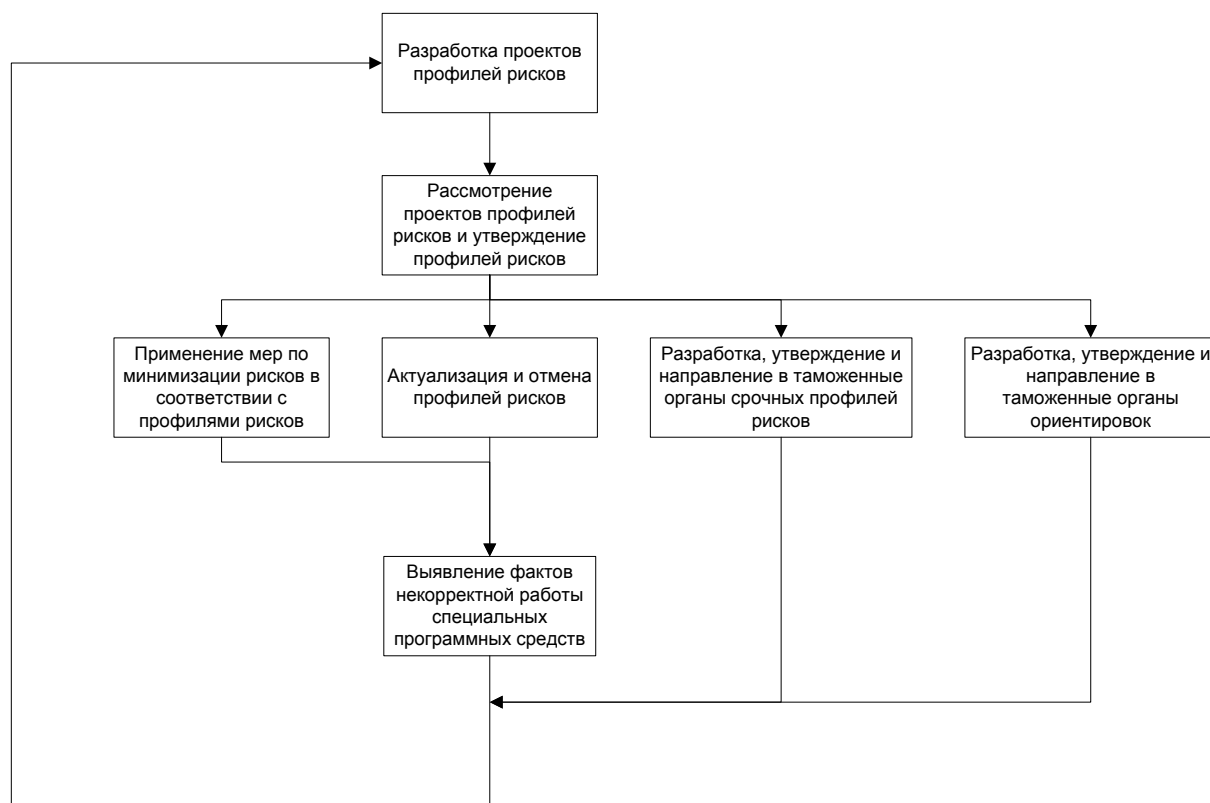 Разработка проектов
профилей рисков
Рассмотрение
проектов профилей
рисков и утверждение
профилей рисков
Применение мер по
минимизации рисков в
соответствии с
профилями рисков
Актуализация и отмена
профилей рисков
Разработка, утверждение и
направление в таможенные
органы срочных профилей
рисков
Разработка, утверждение и
направление в
таможенные органы
ориентировок
Выявление фактов
некорректной работы
специальных
программных средств